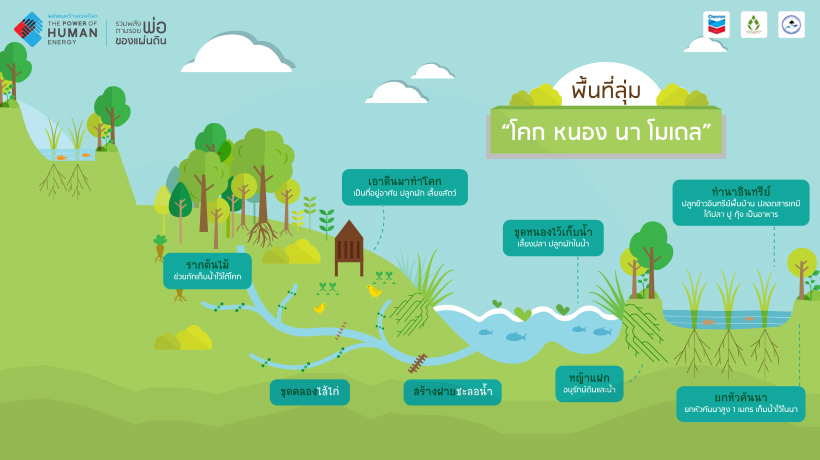 พลังคนสร้างสรรค์โลก
THE POWER OF
HUMAN
ENERGY
รวมพลัง
ตามรอย
พ่อ
ของแผ่นดิน
Chevron
พื้นที่ลุ่ม
“โคก หนอง นา โมเดล”
เอาดินมาทำโคก
เป็นที่อยู่อาศัย ปลูกผัก เลี้ยงสัตว์
ทำนาอินทรีย์
ปลูกข้าวอินทรีย์พื้นบ้าน ปลอดสารเคมี
ได้ปลา ปู กุ้ง เป็นอาหาร
ขุดหนองไว้เก็บน้ำ
เลี้ยงปลา ปลูกผักในน้ำ
รากต้นไม้
ช่วยกักเก็บน้ำไว้ใต้โคก
ขุดคลองไส้ไก่
สร้างฝายชะลอน้ำ
หญ้าแฝก
อนุรักษ์ดินและน้ำ
ยกหัวคันนา
ยกหัวคันนาสูง 1 เมตร เก็บน้ำไว้ในนา